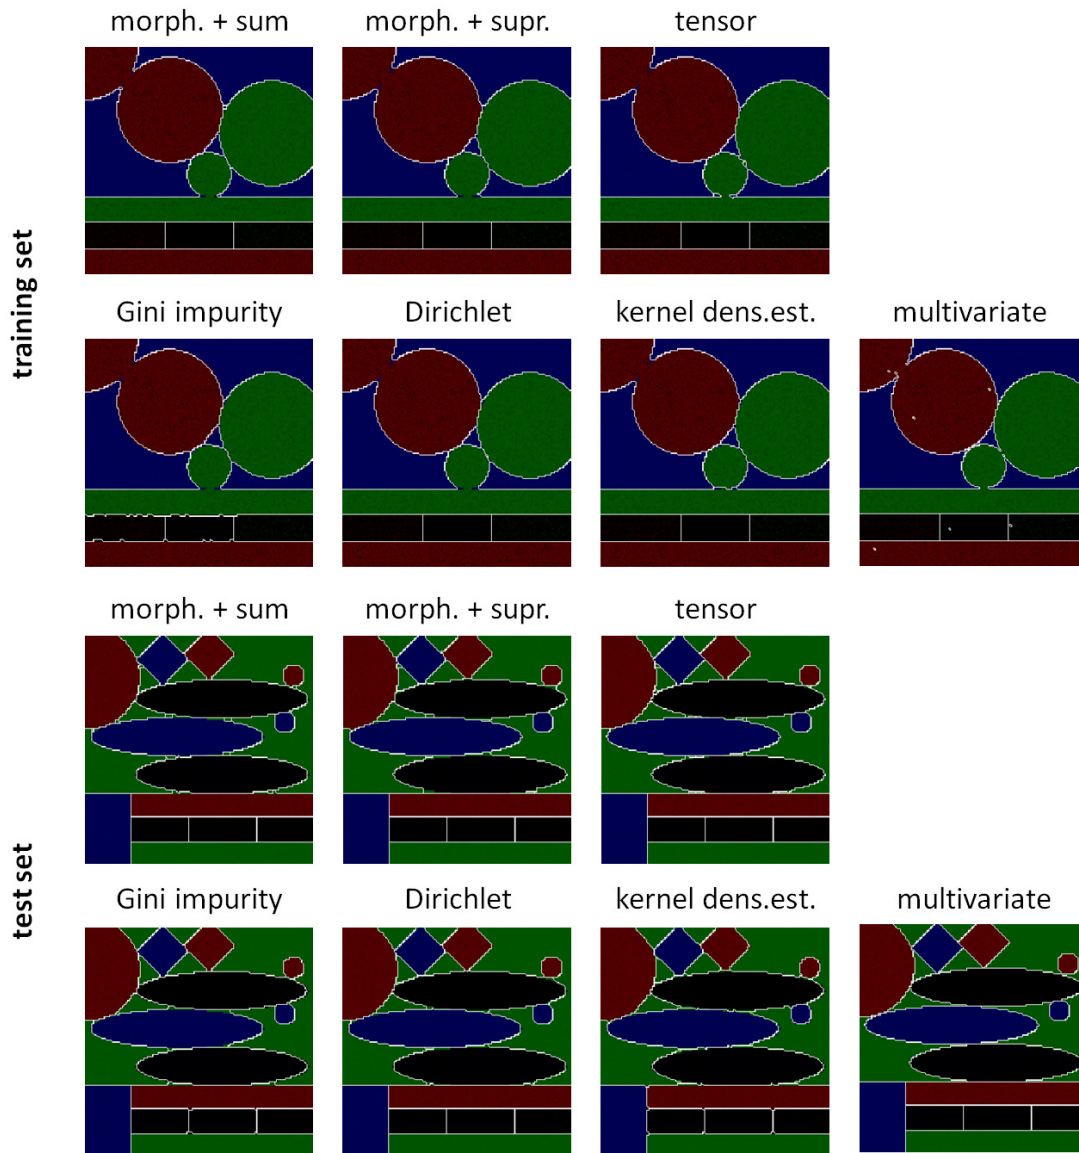 morph. + sum morph. + supr. tensor
training set
Gini impurity Dirichlet kernel dens.est. multivariate
morph. + sum morph. + supr. tensor
test set
Gini impurity Dirichlet kernel dens.est. multivariate